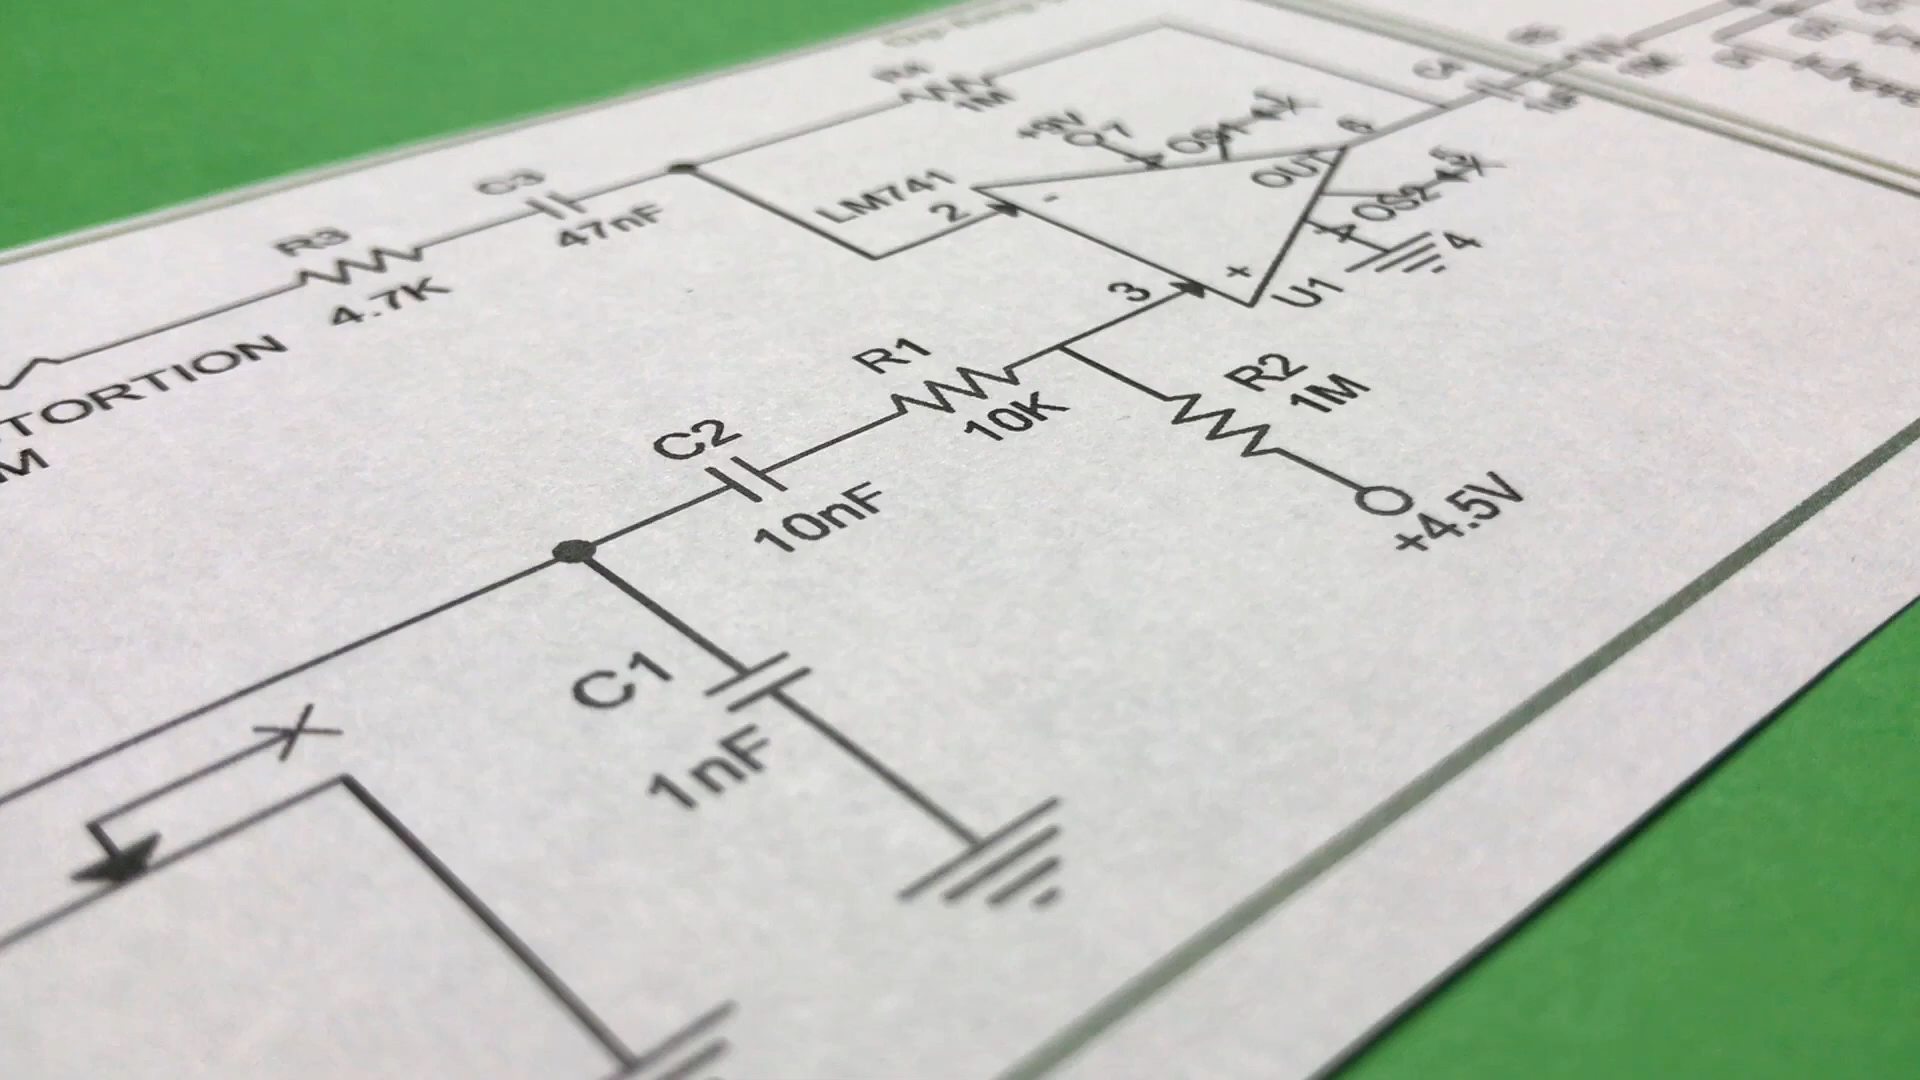 R4
1M
+9V
7
OS1
6
C3
47nF
LM741
2
-
OUT
OS2
R3
4.7K
4
3
+
U1
TORTION
M
R1
10K
R2
1M
C2
10nF
+4.5V
C1
1nF